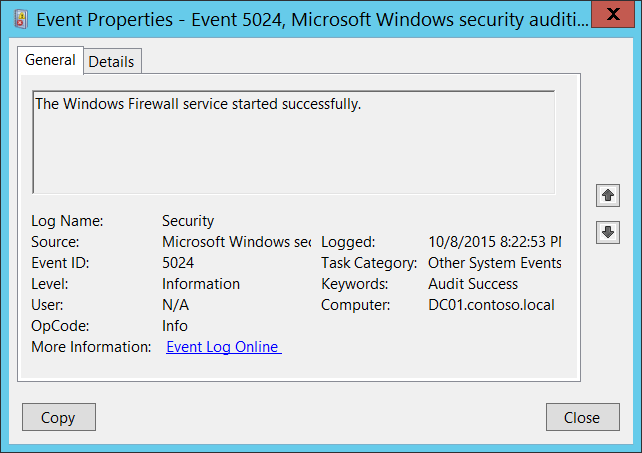 Event Properties - Event 5024, Microsoft Windows security auditi...
X
General
Details
The Windows Firewall service started successfully.
Log Name: Security
Source: Microsoft Windows sec Logged: 10/8/2015 8:22:53 PM
Event ID: 5024 Task Category: Other System Events
Level: Information Keywords: Audit Success
User: N/A Computer: DC01.contoso.local
OpCode: Info
More Information: Event Log Online
Copy
Close